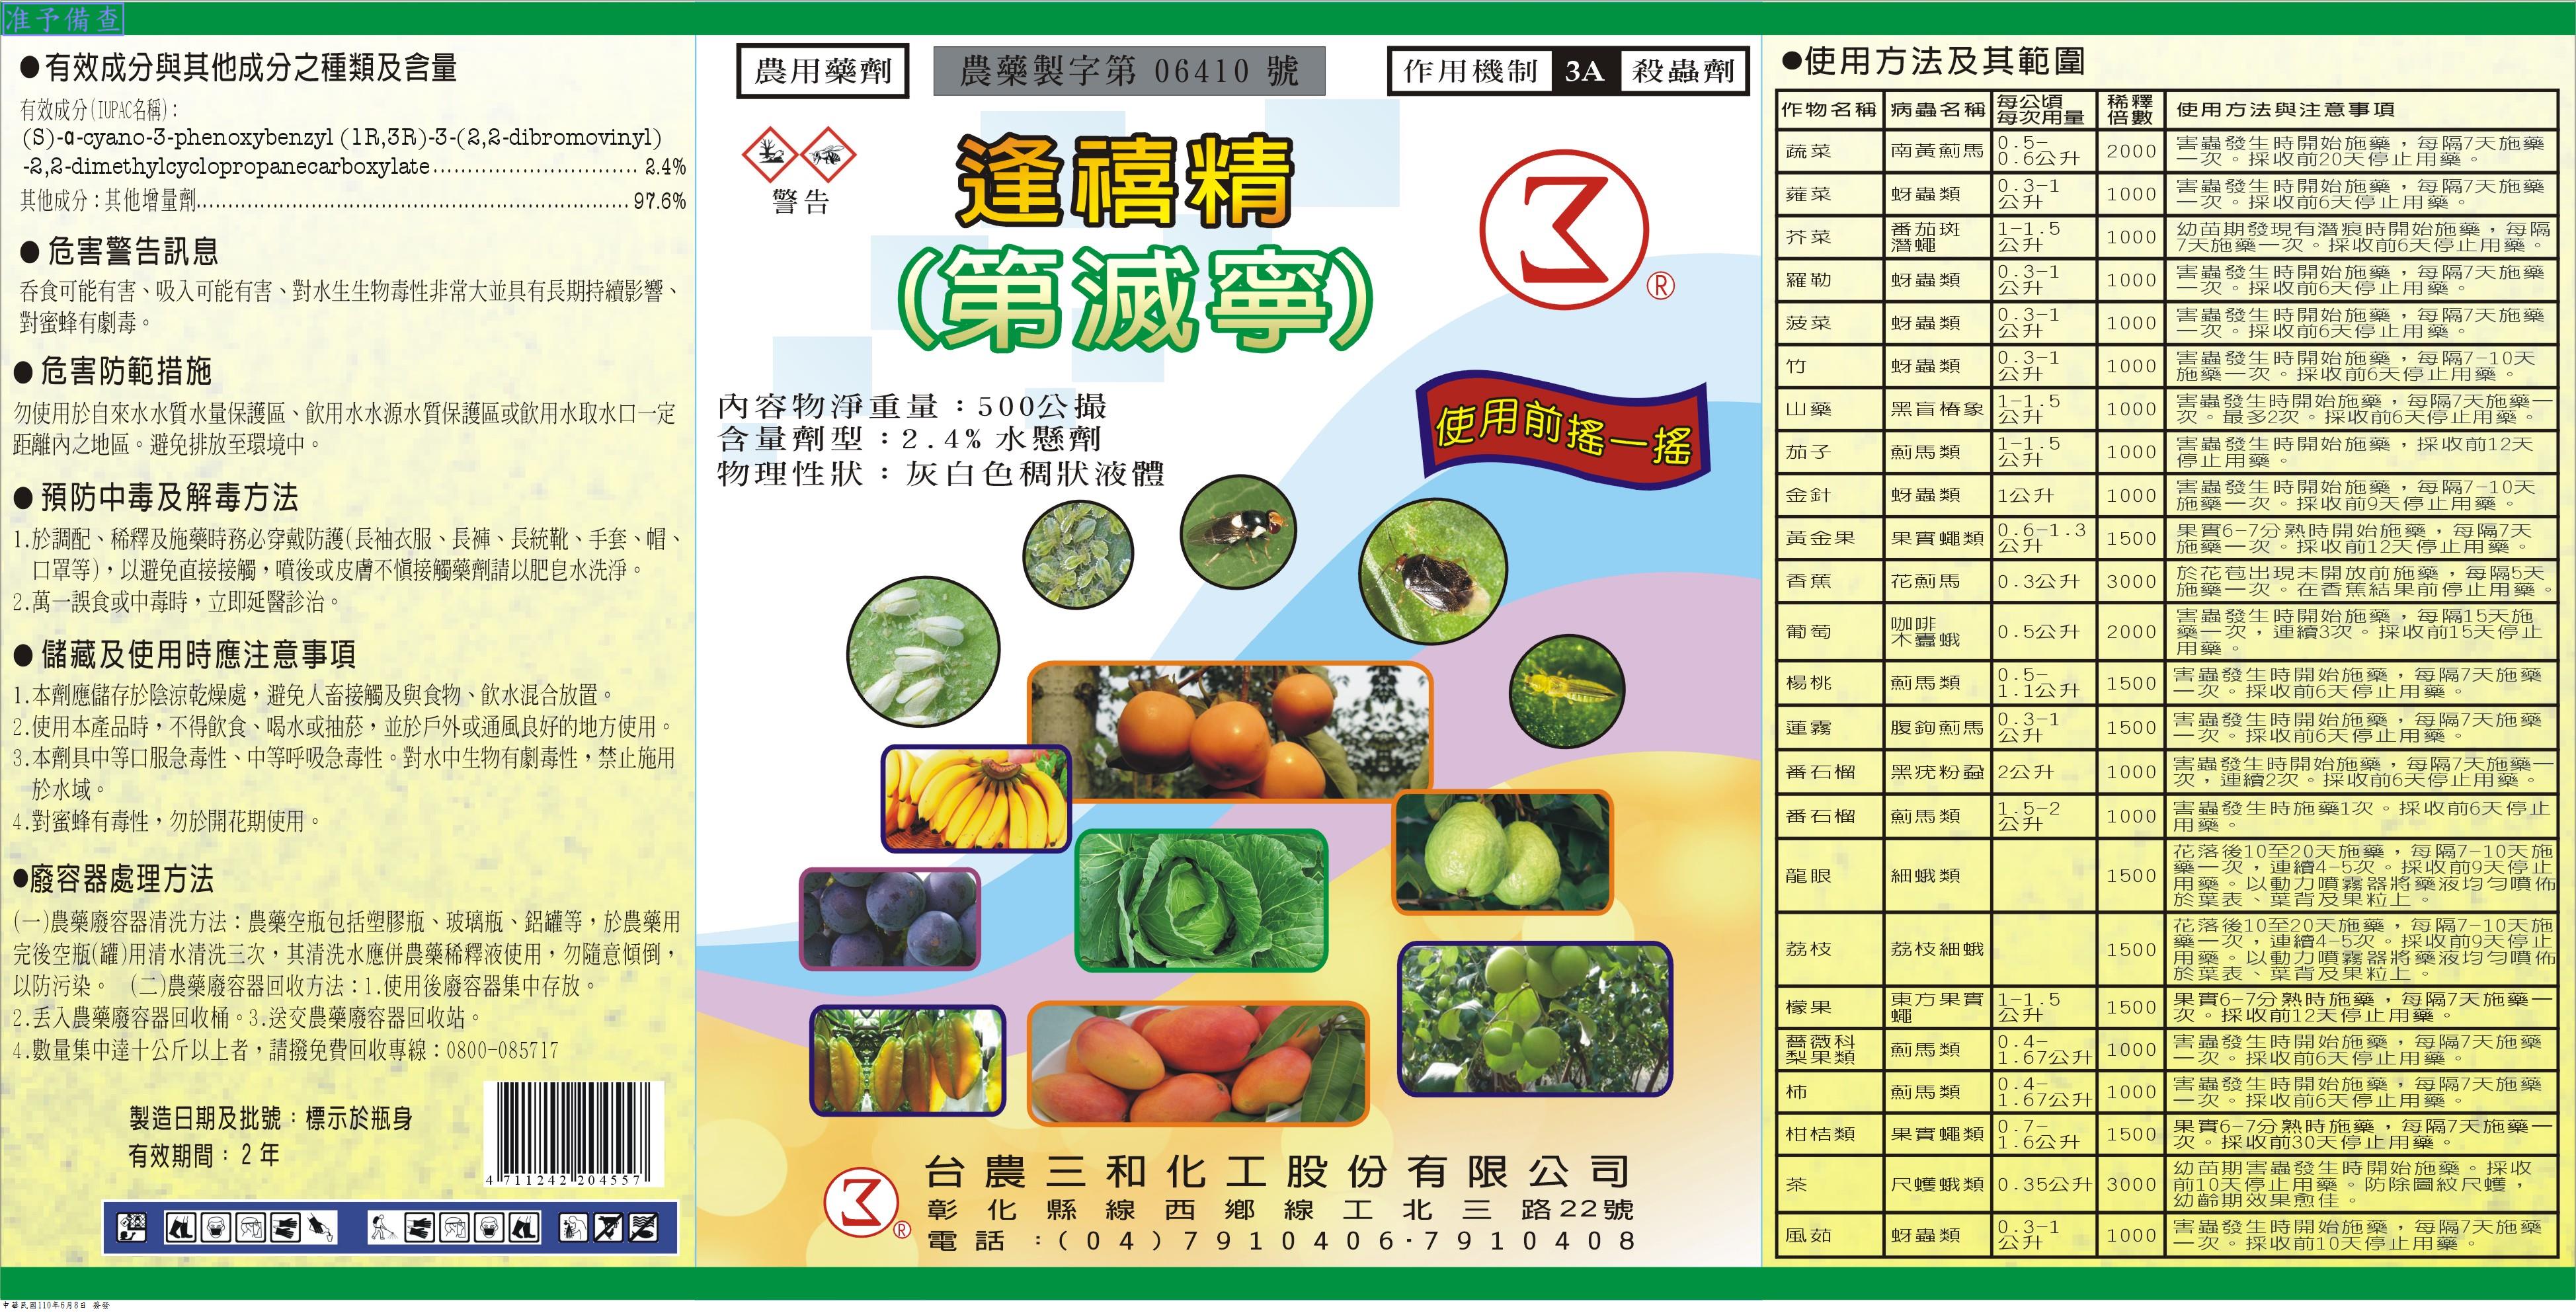 准予備查
●有效成分與其他成分之種類及含量
有效成分(IUPAC名稱):
(S)-α-cyano-3-phenoxybenzyl (1R,3R)-3-(2,2-dibromovinyl)
-2,2-dimethylcyclopropanecarboxylate.............................. 2.4%
其他成分:其他增量劑..................................................................... 97.6%
● 危害警告訊息
吞食可能有害、吸入可能有害、對水生生物毒性非常大並具有長期持續影響、
對蜜蜂有劇毒。
● 危害防範措施
勿使用於自來水水質水量保護區、飲用水水源水質保護區或飲用水取水口一定
距離內之地區。避免排放至環境中。
● 預防中毒及解毒方法
1.於調配、稀釋及施藥時務必穿戴防護(長袖衣服、長褲、長統靴、手套、帽、
口罩等),以避免直接接觸,噴後或皮膚不慎接觸藥劑請以肥皂水洗淨。
2.萬一誤食或中毒時,立即延醫診治。
● 儲藏及使用時應注意事項
1.本劑應儲存於陰涼乾燥處,避免人畜接觸及與食物、飲水混合放置。
2.使用本產品時,不得飲食、喝水或抽菸,並於戶外或通風良好的地方使用。
3.本劑具中等口服急毒性、中等呼吸急毒性。對水中生物有劇毒性,禁止施用
於水域。
4.對蜜蜂有毒性,勿於開花期使用。
●廢容器處理方法
(一)農藥廢容器清洗方法:農藥空瓶包括塑膠瓶、玻璃瓶、鋁罐等,於農藥用
完後空瓶(罐)用清水清洗三次,其清洗水應併農藥稀釋液使用,勿隨意傾倒,
以防污染。 (二)農藥廢容器回收方法:1.使用後廢容器集中存放。
2.丟入農藥廢容器回收桶。3.送交農藥廢容器回收站。
4.數量集中達十公斤以上者,請撥免費回收專線:0800-085717
製造日期及批號:標示於瓶身
有效期間:2 年
4 711242 204557
農用藥劑
農藥製字第 06410 號
作用機制 3A 殺蟲劑
警告
逢禧精
(第滅寧)
®
內容物淨重量:500公撮
含量劑型:2.4% 水懸劑
物理性狀:灰白色稠狀液體
使用前搖一搖
台農三和化工股份有限公司
彰化縣線西鄉線工北三路22號
®
電話:(04)7910406·7910408
●使用方法及其範圍
作物名稱 病蟲名稱 每公頃每次用量 稀釋倍數 使用方法與注意事項
蔬菜 南黃薊馬 0.5-0.6公升 2000 害蟲發生時開始施藥,每隔7天施藥一次。採收前20天停止用藥。
蕹菜 蚜蟲類 0.3-1公升 1000 害蟲發生時開始施藥,每隔7天施藥一次。採收前6天停止用藥。
芥菜 番茄斑潛蠅 1-1.5公升 1000 幼苗期發現有潛痕時開始施藥,每隔7天施藥一次。採收前6天停止用藥。
羅勒 蚜蟲類 0.3-1公升 1000 害蟲發生時開始施藥,每隔7天施藥一次。採收前6天停止用藥。
菠菜 蚜蟲類 0.3-1公升 1000 害蟲發生時開始施藥,每隔7天施藥一次。採收前6天停止用藥。
竹 蚜蟲類 0.3-1公升 1000 害蟲發生時開始施藥,每隔7-10天施藥一次。採收前6天停止用藥。
山藥 黑盲椿象 1-1.5公升 1000 害蟲發生時開始施藥,每隔7天施藥一次。最多2次。採收前6天停止用藥。
茄子 薊馬類 1-1.5公升 1000 害蟲發生時開始施藥,採收前12天停止用藥。
金針 蚜蟲類 1公升 1000 害蟲發生時開始施藥,每隔7-10天施藥一次。採收前9天停止用藥。
黃金果 果實蠅類 0.6-1.3公升 1500 果實6-7分熟時開始施藥,每隔7天施藥一次。採收前12天停止用藥。
香蕉 花薊馬 0.3公升 3000 於花苞出現未開放前施藥,每隔5天施藥一次。在香蕉結果前停止用藥。
葡萄 咖啡木蠹蛾 0.5公升 2000 害蟲發生時開始施藥,每隔15天施藥一次,連續3次。採收前15天停止用藥。
楊桃 薊馬類 0.5-1.1公升 1500 害蟲發生時開始施藥,每隔7天施藥一次。採收前6天停止用藥。
蓮霧 腹鉤薊馬 0.3-1公升 1500 害蟲發生時開始施藥,每隔7天施藥一次。採收前6天停止用藥。
番石榴 黑疣粉蝨 2公升 1000 害蟲發生時開始施藥,每隔7天施藥一次,連續2次。採收前6天停止用藥。
番石榴 薊馬類 1.5-2公升 1000 害蟲發生時施藥1次。採收前6天停止用藥。
龍眼 細蛾類 1500 花落後10至20天施藥,每隔7-10天施藥一次,連續4-5次。採收前9天停止用藥。以動力噴霧器將藥液均勻噴佈於葉表、葉背及果粒上。
荔枝 荔枝細蛾 1500 花落後10至20天施藥,每隔7-10天施藥一次,連續4-5次。採收前9天停止用藥。以動力噴霧器將藥液均勻噴佈於葉表、葉背及果粒上。
檬果 東方果實蠅 1-1.5公升 1500 果實6-7分熟時施藥,每隔7天施藥一次。採收前12天停止用藥。
薔薇科梨果類 薊馬類 0.4-1.67公升 1000 害蟲發生時開始施藥,每隔7天施藥一次。採收前6天停止用藥。
柿 薊馬類 0.4-1.67公升 1000 害蟲發生時開始施藥,每隔7天施藥一次。採收前6天停止用藥。
柑桔類 果實蠅類 0.7-1.6公升 1500 果實6-7分熟時施藥,每隔7天施藥一次。採收前30天停止用藥。
茶 尺蠖蛾類 0.35公升 3000 幼苗期害蟲發生時開始施藥。採收前10天停止用藥。防除圖紋尺蠖,幼齡期效果愈佳。
風茹 蚜蟲類 0.3-1公升 1000 害蟲發生時開始施藥,每隔7天施藥一次。採收前10天停止用藥。
中華民國110年6月8日 簽發